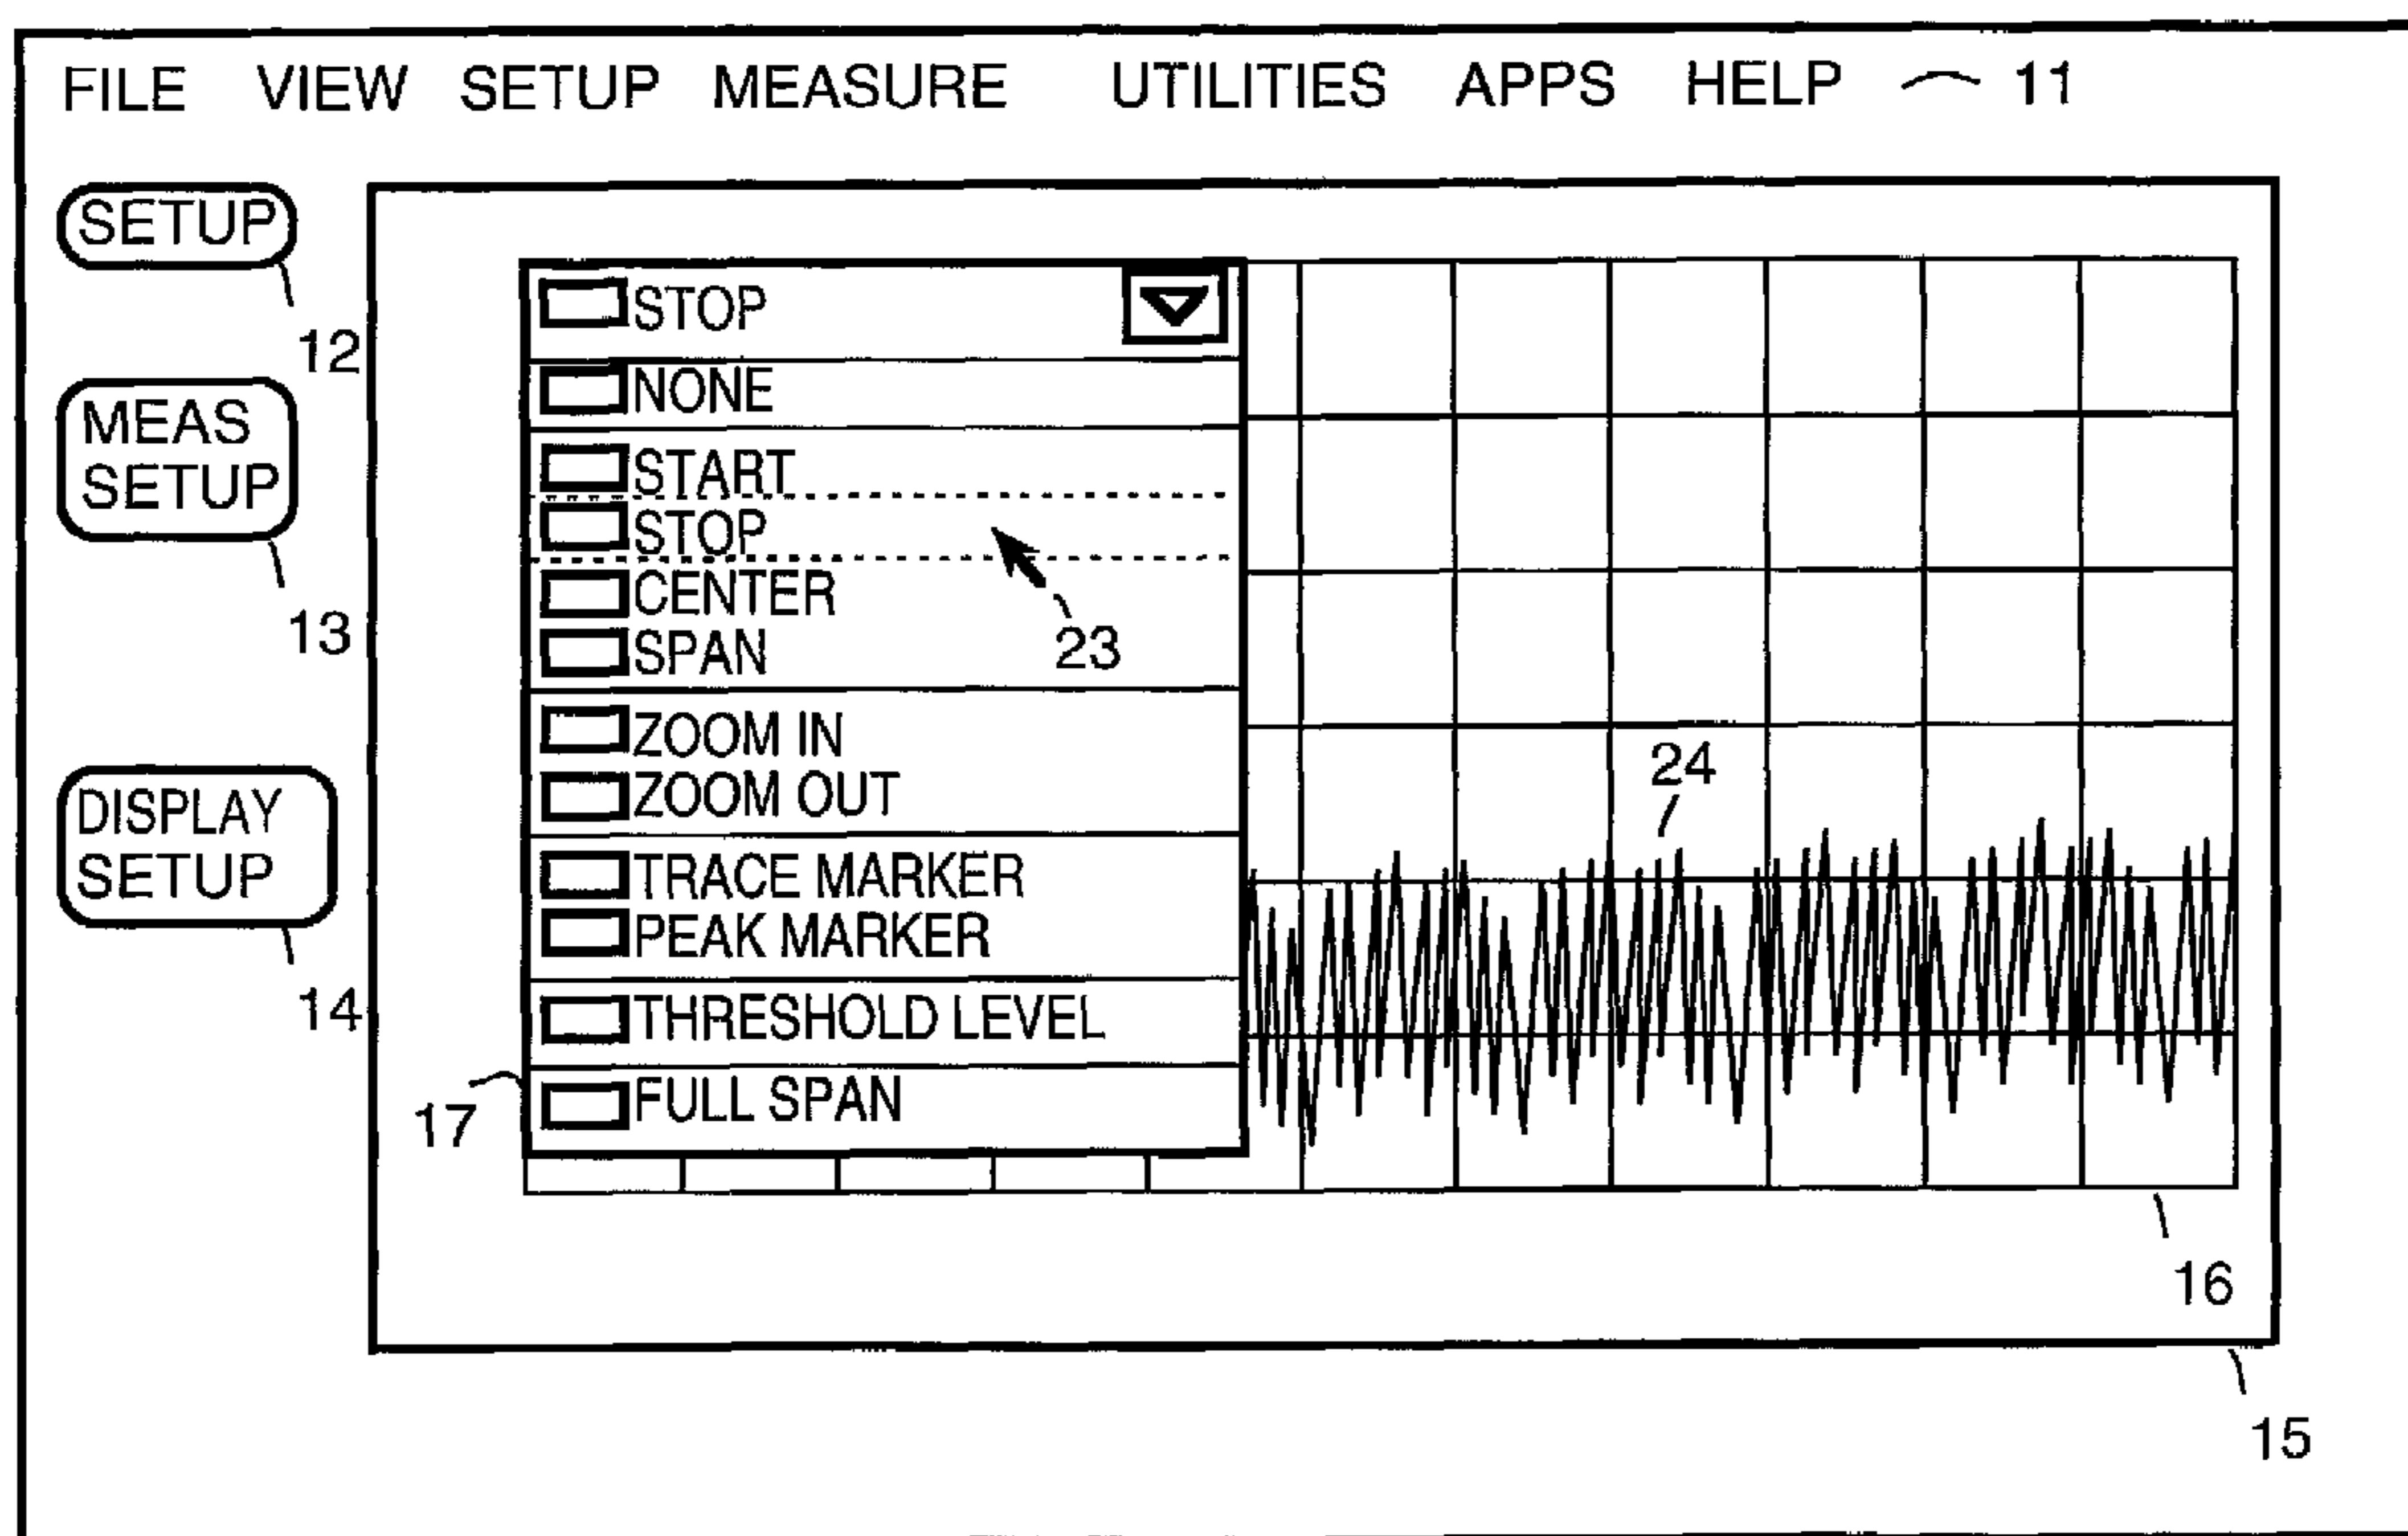 FILE VIEW SETUP MEASURE UTILITIES APPS HELP 11
SETUP
12
MEAS
SETUP
13
DISPLAY
SETUP
14
STOP
NONE
START
STOP
CENTER
SPAN
23
ZOOM IN
ZOOM OUT
TRACE MARKER
PEAK MARKER
THRESHOLD LEVEL
FULL SPAN
17
24
16
15